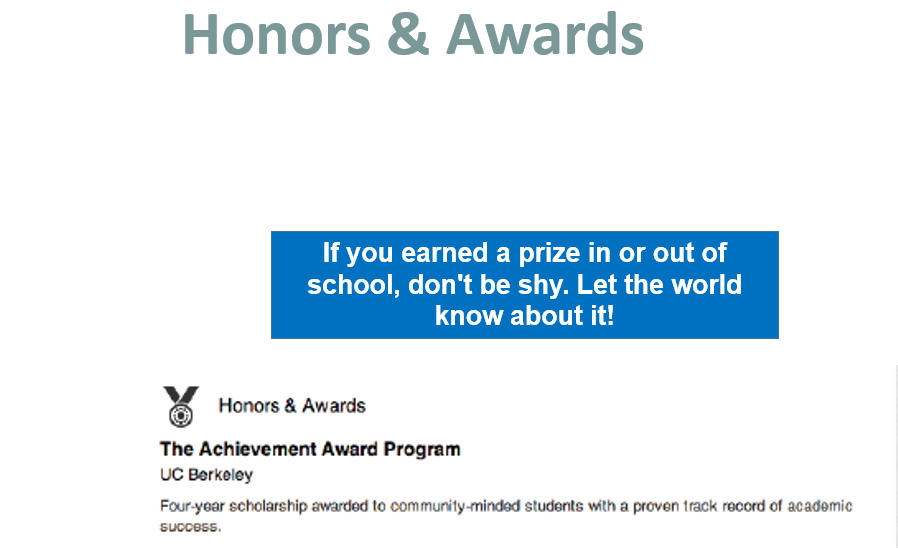 Honors & Awards
If you earned a prize in or out of
school, don't be shy. Let the world
know about it!
Honors & Awards
The Achievement Award Program
UC Berkeley
Four-year scholarship awarded to community-minded students with a proven track record of academic
success.